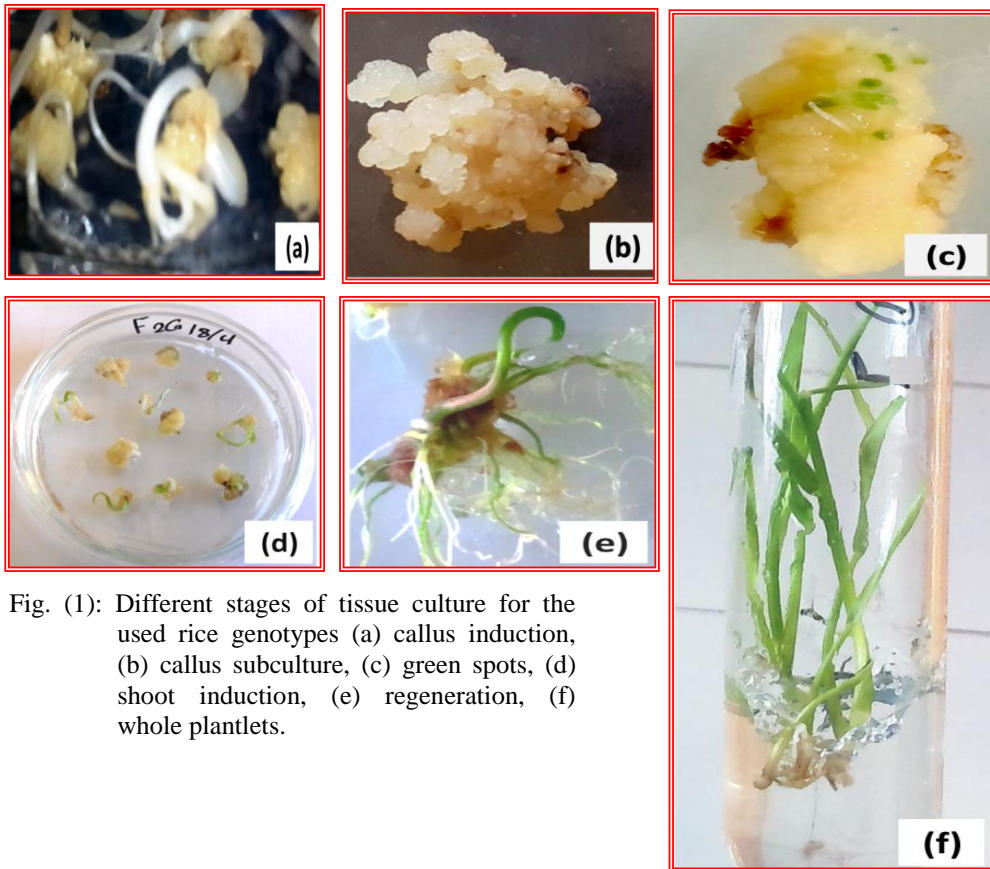 (a)
(b)
(c)
F2G 18/4
(d)
(e)
(f)
Fig. (1): Different stages of tissue culture for the
used rice genotypes (a) callus induction,
(b) callus subculture, (c) green spots, (d)
shoot induction, (e) regeneration, (f)
whole plantlets.